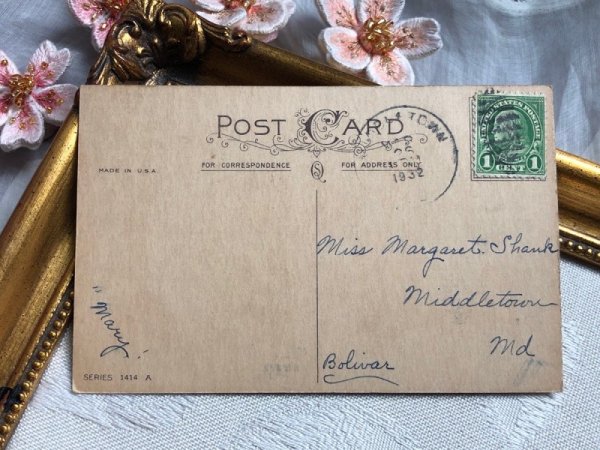 POST CARD
FOR CORRESPONDENCE
FOR ADDRESS ONLY
MADE IN U.S.A
1932
UNITED STATES POSTAGE
1 CENT 1
Miss Margaret. Shank
Middletown
Md
Bolivar
"Mary.
SERIES 1414 A